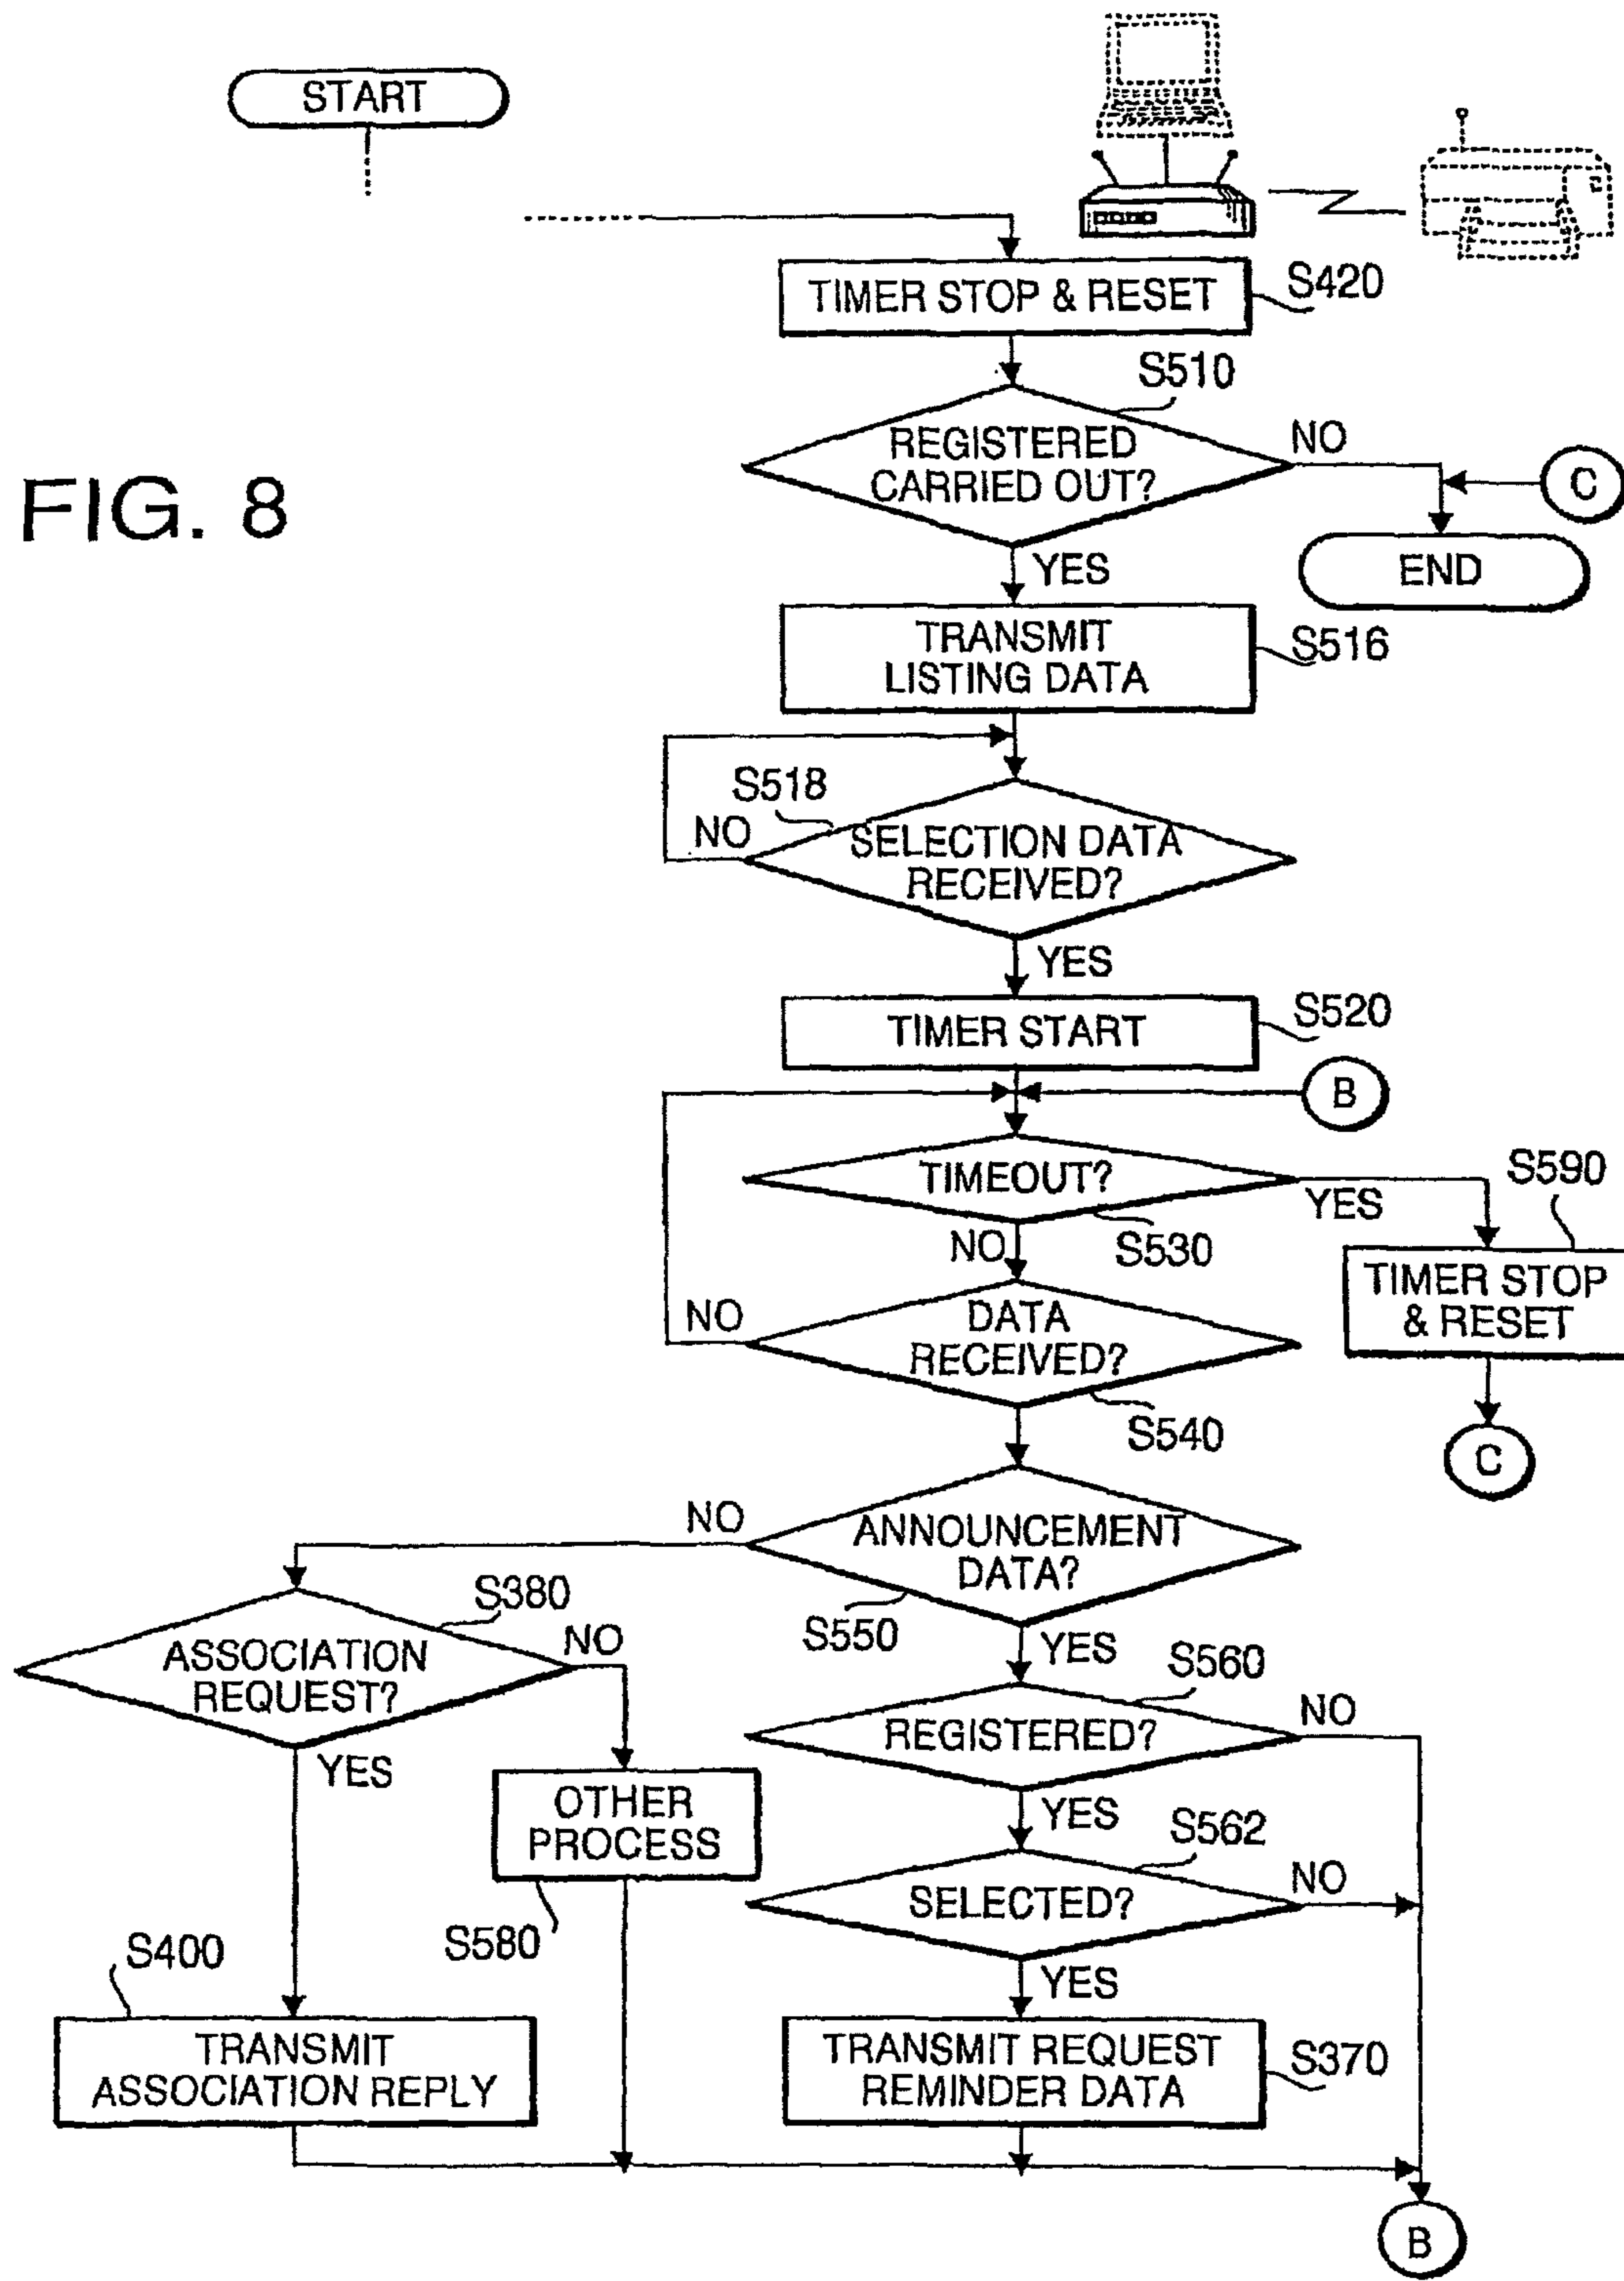 START
TIMER STOP & RESET
S420
S510
REGISTERED
CARRIED OUT?
NO
C
FIG. 8
END
YES
TRANSMIT
LISTING DATA
S516
S518
NO
SELECTION DATA
RECEIVED?
YES
TIMER START
S520
B
TIMEOUT?
YES
S590
NO
S530
TIMER STOP
& RESET
NO
DATA
RECEIVED?
S540
C
NO
ANNOUNCEMENT
DATA?
S550
YES
S380
ASSOCIATION
REQUEST?
NO
YES
S560
REGISTERED?
NO
YES
OTHER
PROCESS
S580
S562
SELECTED?
NO
YES
S400
TRANSMIT
ASSOCIATION REPLY
TRANSMIT REQUEST
REMINDER DATA
S370
B